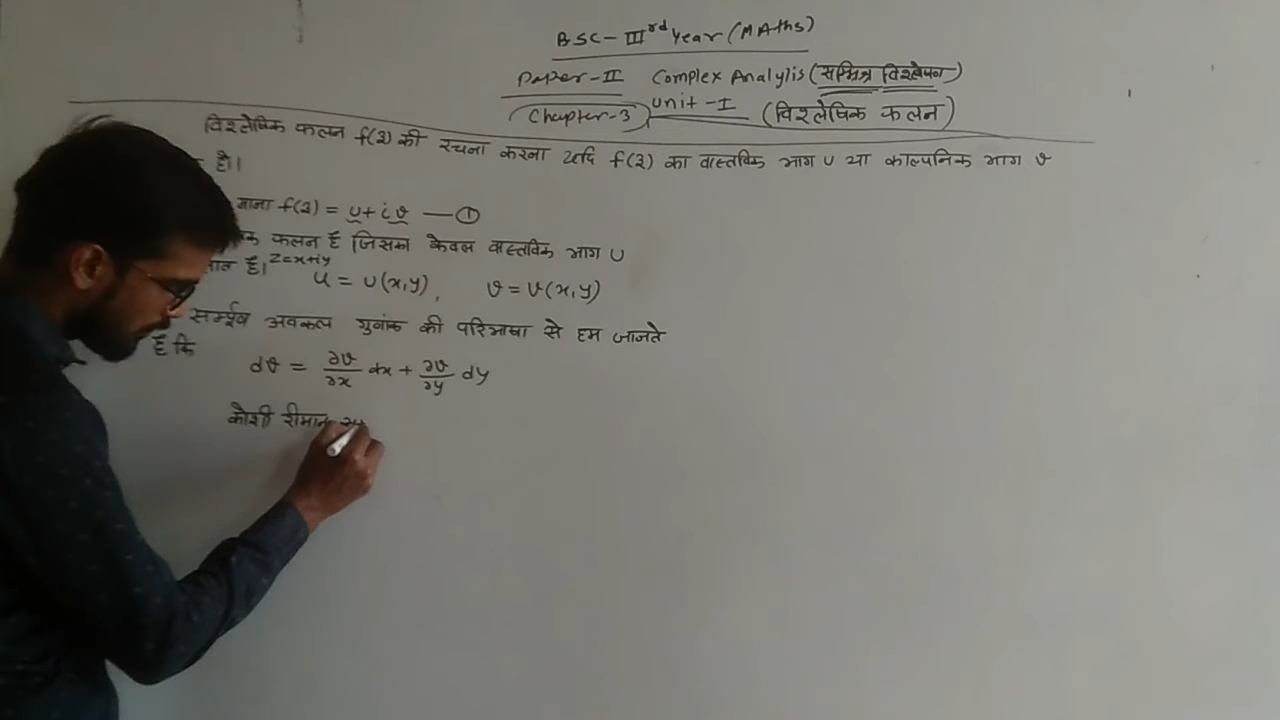 BSC - III rd Year (MAths)
Paper - II Complex Analylis (सम्मिश्र विश्लेषण)
Chapter-3 Unit - I (विश्लेषिक फलन)
विश्लेषिक फलन f(z) की रचना करना यदि f(z) का वास्तविक भाग u या काल्पनिक भाग v
है।
माना f(z) = u + iv — ①
फलन है जिसका केवल वास्तविक भाग U
है। z=x+iy
u = u(x,y), v = v(x,y)
सम्पूर्ण अवकल गुणांक की परिभाषा से हम जानते
हैं कि
dv = ∂v/∂x dx + ∂v/∂y dy
कोशी रीमान